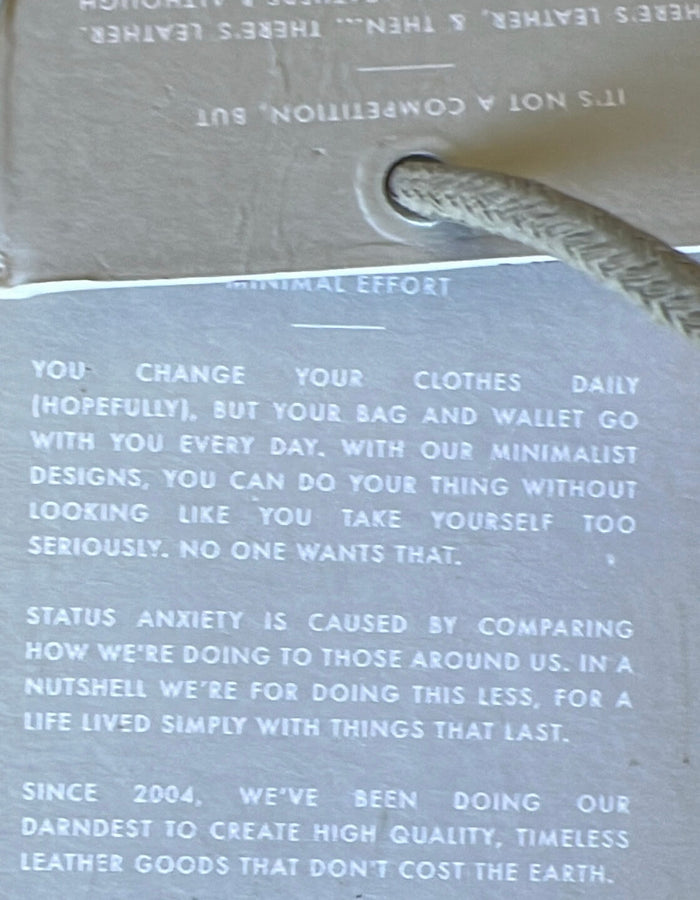 IT'S NOT A COMPETITION, BUT
THERE'S LEATHER, & THEN... THERE'S LEATHER.
& ALTHOUGH
MINIMAL EFFORT
YOU CHANGE YOUR CLOTHES DAILY
(HOPEFULLY), BUT YOUR BAG AND WALLET GO
WITH YOU EVERY DAY. WITH OUR MINIMALIST
DESIGNS, YOU CAN DO YOUR THING WITHOUT
LOOKING LIKE YOU TAKE YOURSELF TOO
SERIOUSLY. NO ONE WANTS THAT.
STATUS ANXIETY IS CAUSED BY COMPARING
HOW WE'RE DOING TO THOSE AROUND US. IN A
NUTSHELL WE'RE FOR DOING THIS LESS, FOR A
LIFE LIVED SIMPLY WITH THINGS THAT LAST.
SINCE 2004, WE'VE BEEN DOING OUR
DARNDEST TO CREATE HIGH QUALITY, TIMELESS
LEATHER GOODS THAT DON'T COST THE EARTH.